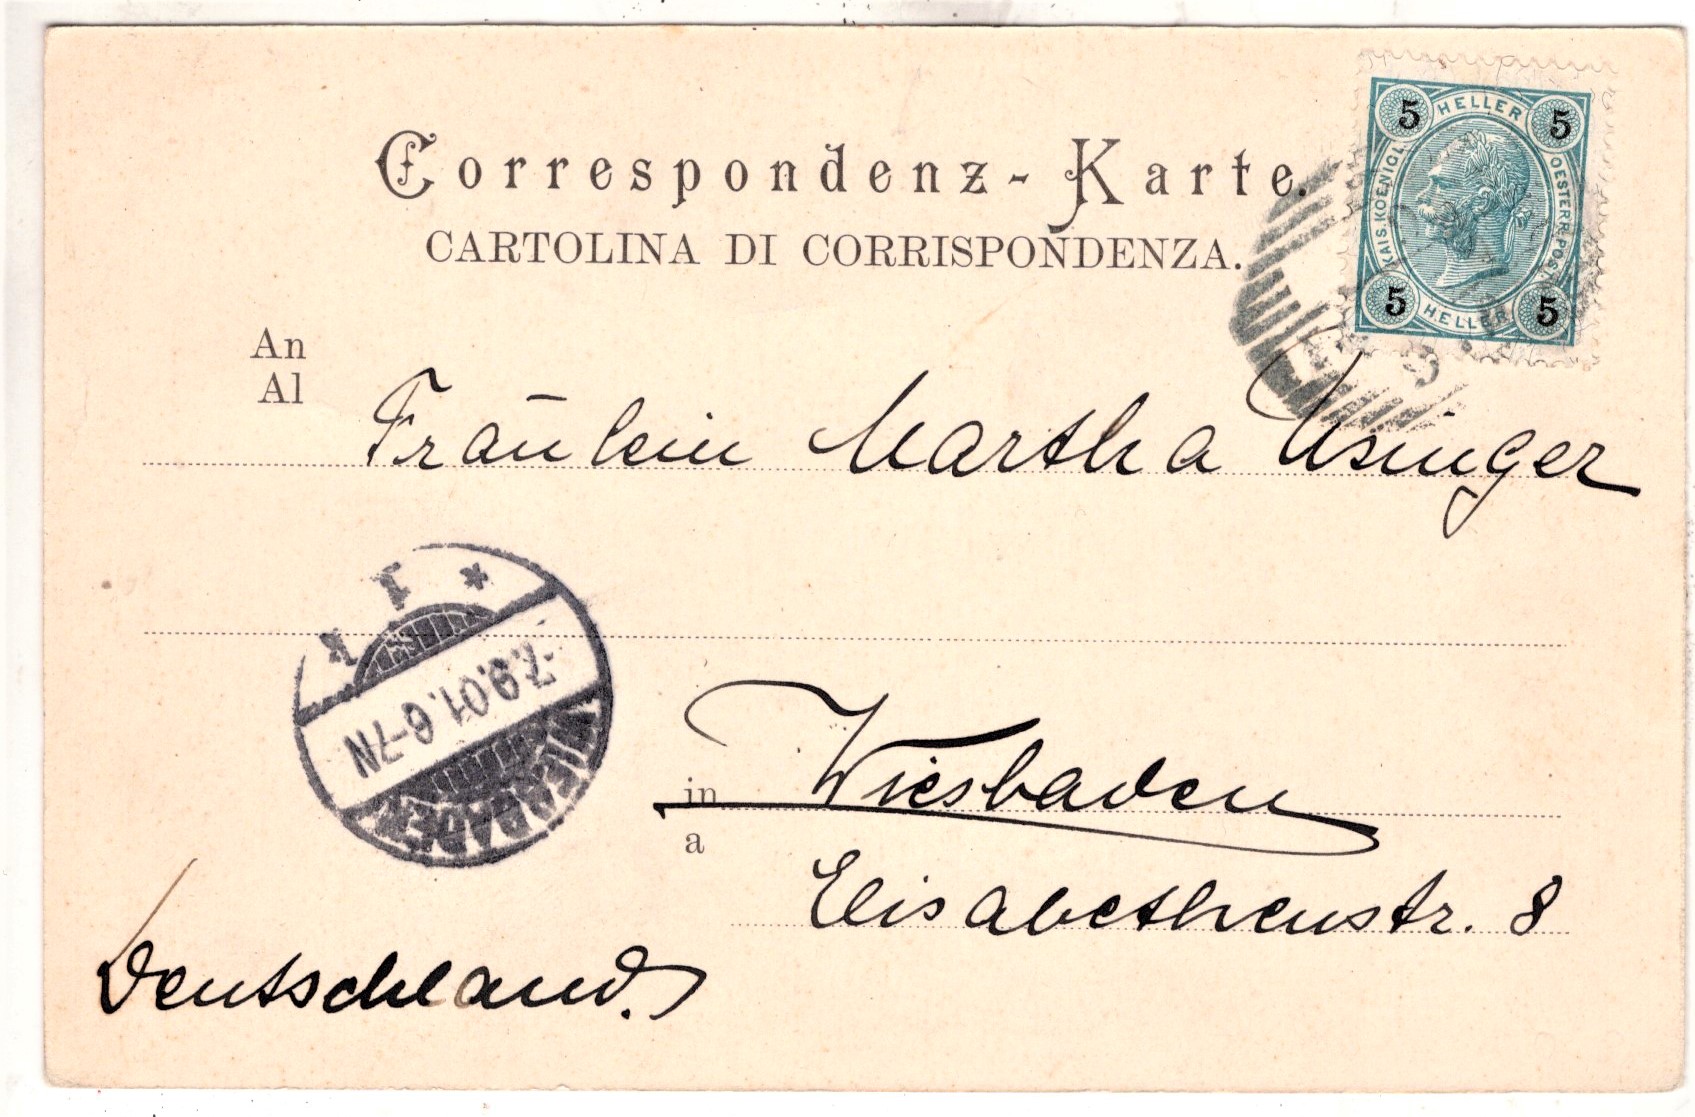 Correspondenz-Karte.
CARTOLINA DI CORRISPONDENZA.
5 HELLER 5
KAIS. KOENIGL. OESTERR. POST.
5 HELLER 5
An
Al
Fräulein Martha Usinger
WIESBADEN
-7.9.01.6-7N
* 1 *
in
a
Wiesbaden
Elisabethenstr. 8
Deutschland.